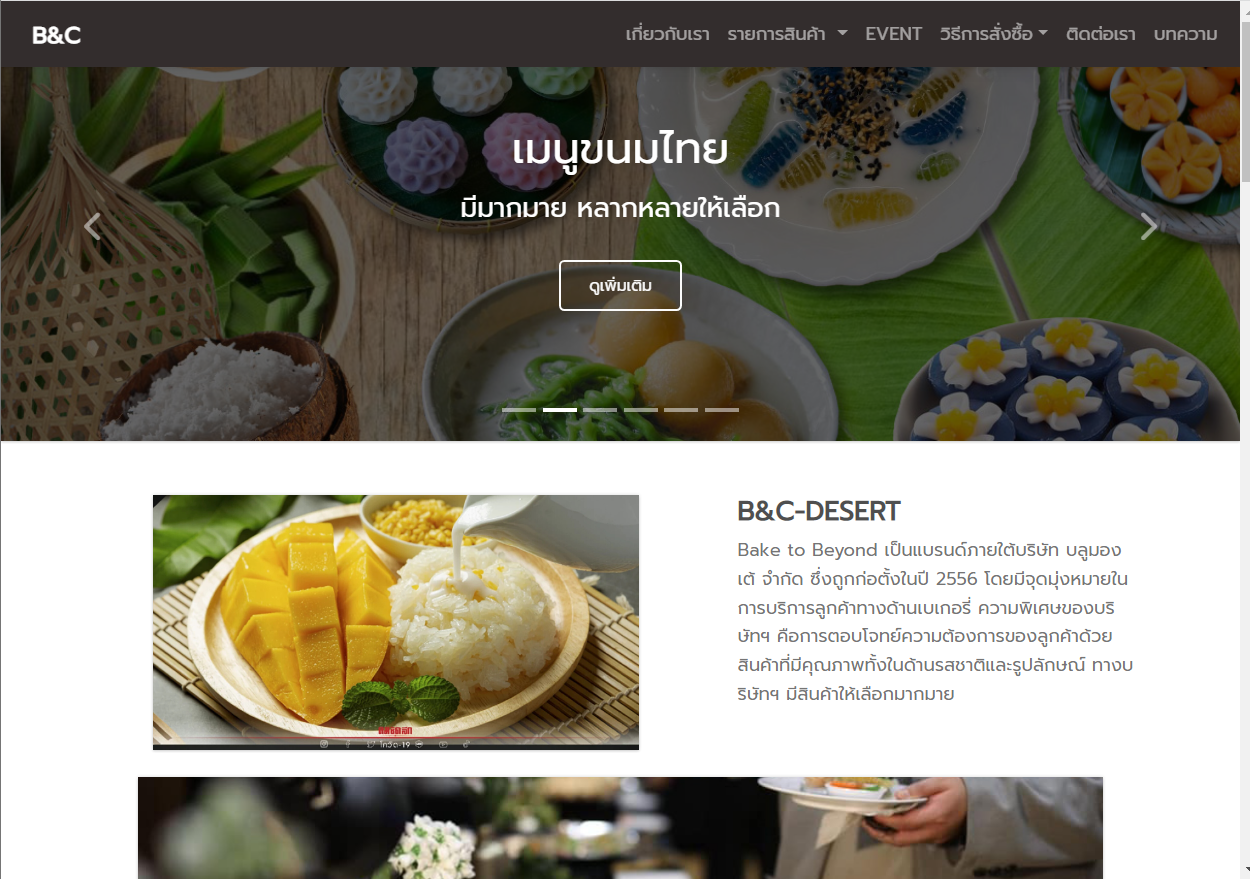 B&C
เกี่ยวกับเรา รายการสินค้า EVENT วิธีการสั่งซื้อ ติดต่อเรา บทความ
เมนูขนมไทย
มีมากมาย หลากหลายให้เลือก
ดูเพิ่มเติม
B&C-DESERT
Bake to Beyond เป็นแบรนด์ภายใต้บริษัท บลูมอง
เต้ จำกัด ซึ่งถูกก่อตั้งในปี 2556 โดยมีจุดมุ่งหมายใน
การบริการลูกค้าทางด้านเบเกอรี่ ความพิเศษของบริ
ษัทฯ คือการตอบโจทย์ความต้องการของลูกค้าด้วย
สินค้าที่มีคุณภาพทั้งในด้านรสชาติและรูปลักษณ์ ทางบ
ริษัทฯ มีสินค้าให้เลือกมากมาย
โควิด-19